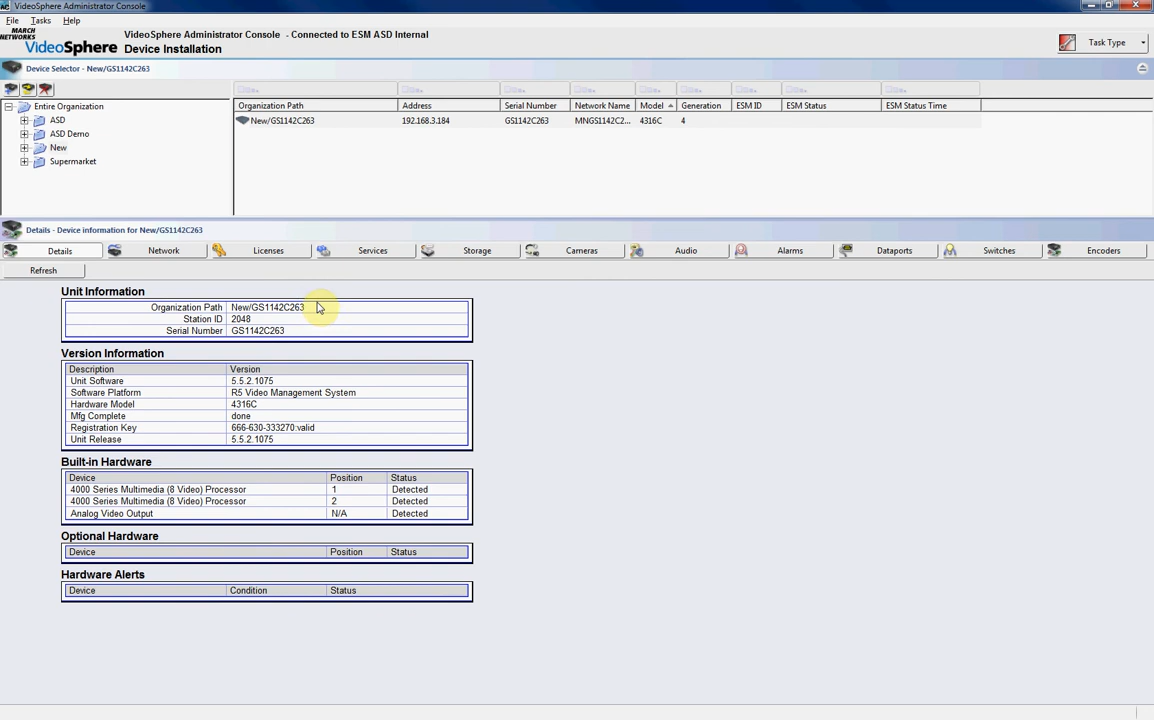 VideoSphere Administrator Console
File Tasks Help
MARCH NETWORKS
VideoSphere
VideoSphere Administrator Console - Connected to ESM ASD Internal
Device Installation
Task Type
Device Selector - New/GS1142C263
Entire Organization
ASD
ASD Demo
New
Supermarket
Organization Path Address Serial Number Network Name Model Generation ESM ID ESM Status ESM Status Time
New/GS1142C263 192.168.3.184 GS1142C263 MNGS1142C2... 4316C 4
Details - Device information for New/GS1142C263
Details Network Licenses Services Storage Cameras Audio Alarms Dataports Switches Encoders
Refresh
Unit Information
Organization Path New/GS1142C263
Station ID 2048
Serial Number GS1142C263
Version Information
Description Version
Unit Software 5.5.2.1075
Software Platform R5 Video Management System
Hardware Model 4316C
Mfg Complete done
Registration Key 666-630-333270:valid
Unit Release 5.5.2.1075
Built-in Hardware
Device Position Status
4000 Series Multimedia (8 Video) Processor 1 Detected
4000 Series Multimedia (8 Video) Processor 2 Detected
Analog Video Output N/A Detected
Optional Hardware
Device Position Status
Hardware Alerts
Device Condition Status